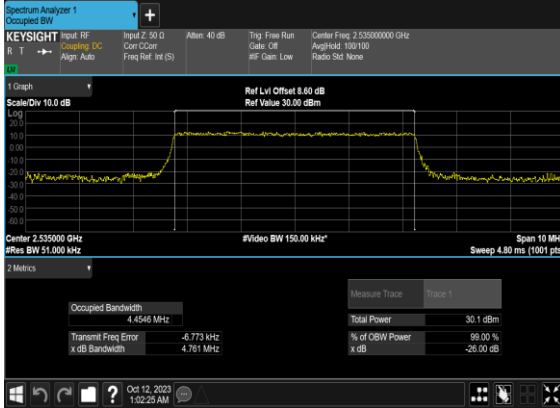 Spectrum Analyzer 1
Occupied BW
+
KEYSIGHT Input: RF Input Z: 50 Ω Atten: 40 dB Trig: Free Run Center Freq: 2.535000000 GHz
R T Coupling: DC Corr CCorr Gate: Off Avg|Hold: 100/100
Align: Auto Freq Ref: Int (S) #IF Gain: Low Radio Std: None
1 Graph Ref Lvl Offset 8.60 dB
Scale/Div 10.0 dB Ref Value 30.00 dBm
Log
20.0
10.0
0.00
-10.0
-20.0
-30.0
-40.0
-50.0
-60.0
Center 2.535000 GHz #Video BW 150.00 kHz* Span 10 MH
#Res BW 51.000 kHz Sweep 4.80 ms (1001 pts
2 Metrics
Measure Trace Trace 1
Occupied Bandwidth
4.4546 MHz Total Power 30.1 dBm
Transmit Freq Error -6.773 kHz % of OBW Power 99.00 %
x dB Bandwidth 4.761 MHz x dB -26.00 dB
? Oct 12, 2023
1:02:25 AM